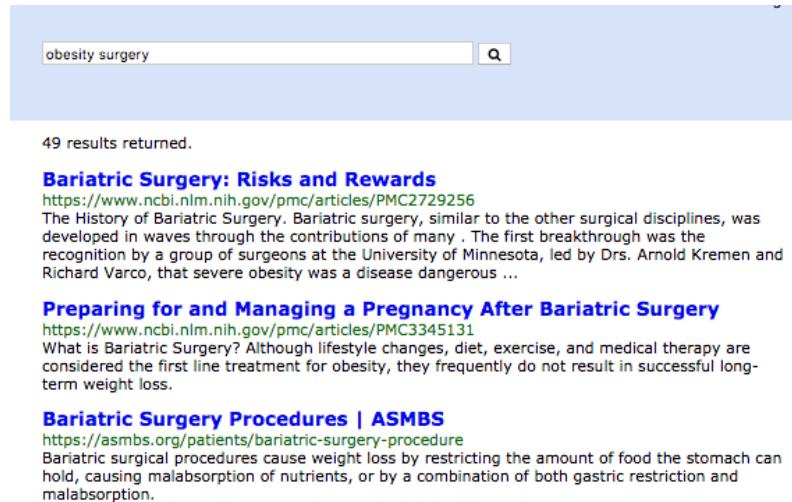 obesity surgery
49 results returned.
Bariatric Surgery: Risks and Rewards
https://www.ncbi.nlm.nih.gov/pmc/articles/PMC2729256
The History of Bariatric Surgery. Bariatric surgery, similar to the other surgical disciplines, was
developed in waves through the contributions of many . The first breakthrough was the
recognition by a group of surgeons at the University of Minnesota, led by Drs. Arnold Kremen and
Richard Varco, that severe obesity was a disease dangerous ...
Preparing for and Managing a Pregnancy After Bariatric Surgery
https://www.ncbi.nlm.nih.gov/pmc/articles/PMC3345131
What is Bariatric Surgery? Although lifestyle changes, diet, exercise, and medical therapy are
considered the first line treatment for obesity, they frequently do not result in successful long-
term weight loss.
Bariatric Surgery Procedures | ASMBS
https://asmbs.org/patients/bariatric-surgery-procedure
Bariatric surgical procedures cause weight loss by restricting the amount of food the stomach can
hold, causing malabsorption of nutrients, or by a combination of both gastric restriction and
malabsorption.